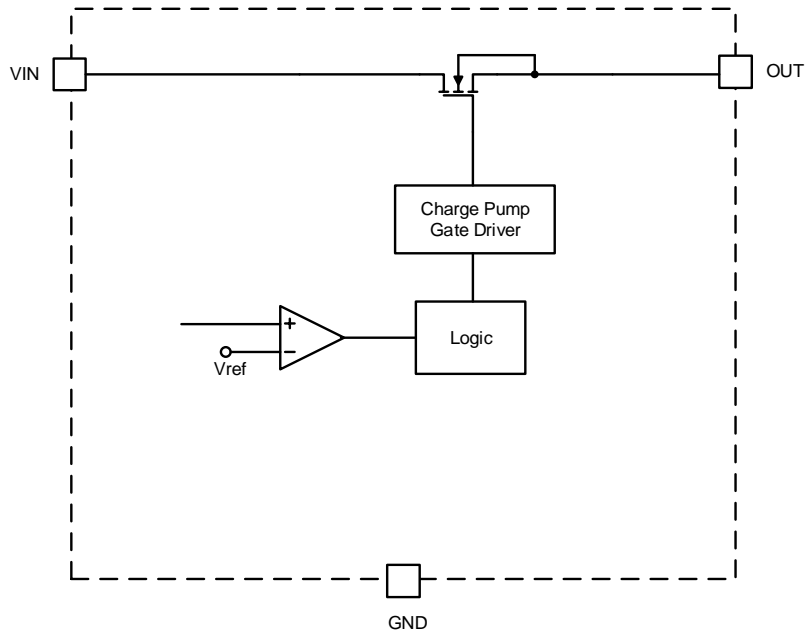 VIN
OUT
Charge Pump
Gate Driver
+
−
Vref
Logic
GND